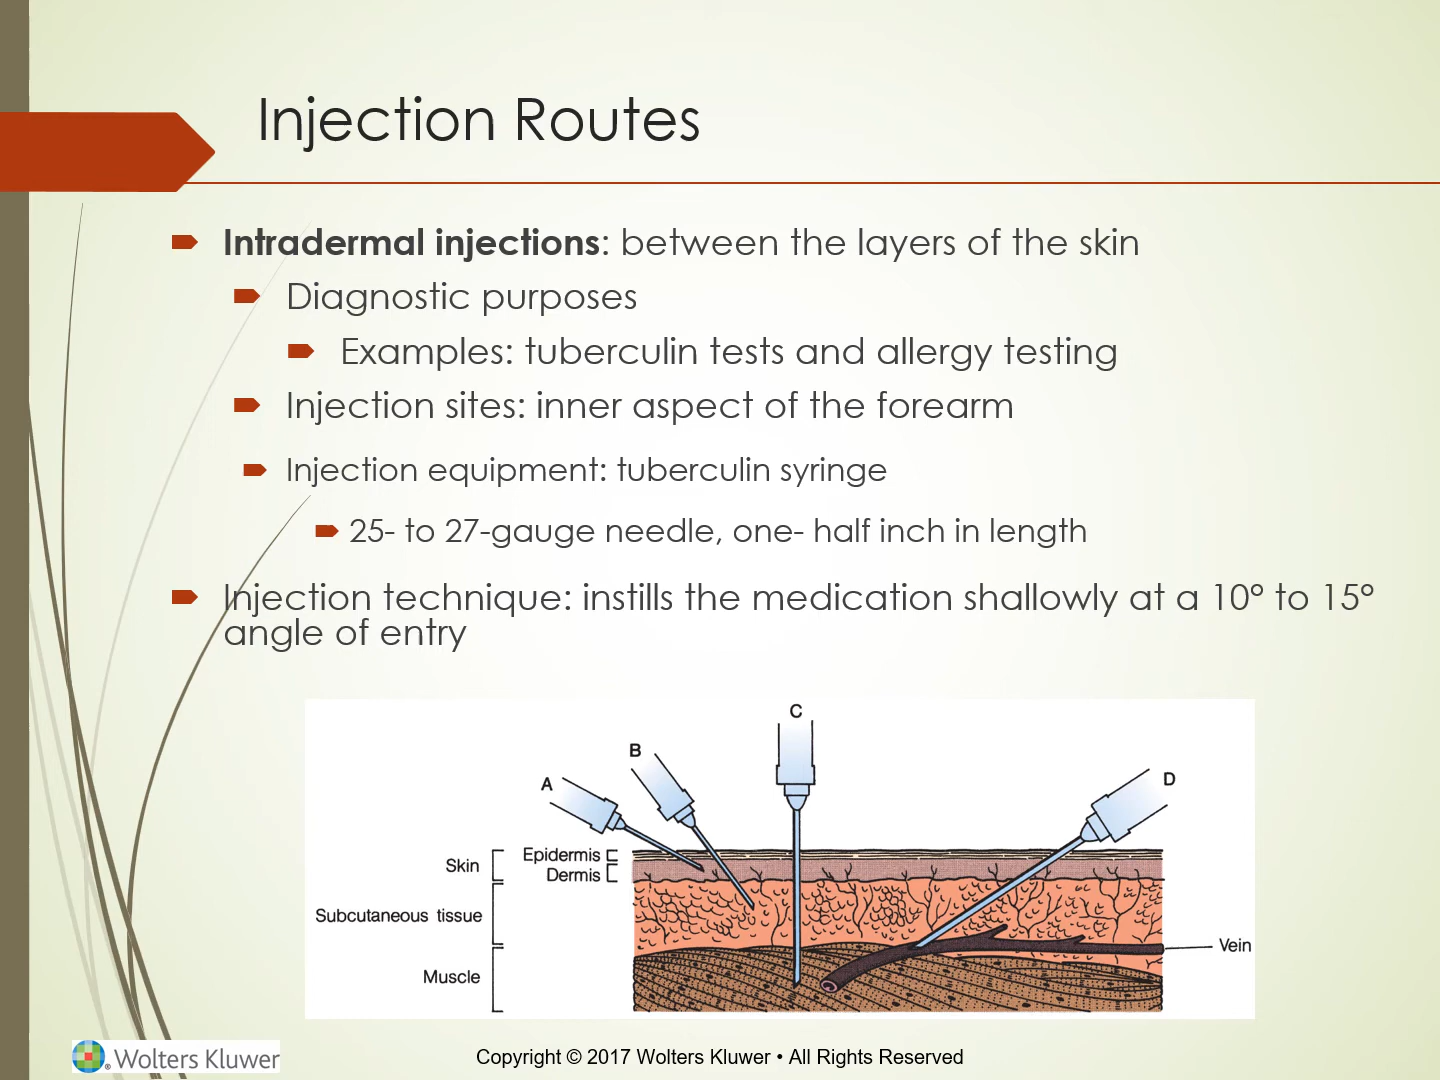 Injection Routes
Intradermal injections: between the layers of the skin
Diagnostic purposes
Examples: tuberculin tests and allergy testing
Injection sites: inner aspect of the forearm
Injection equipment: tuberculin syringe
25- to 27-gauge needle, one- half inch in length
Injection technique: instills the medication shallowly at a 10° to 15°
angle of entry
C
B
A
D
Epidermis
Skin
Dermis
Subcutaneous tissue
Vein
Muscle
Wolters Kluwer
Copyright © 2017 Wolters Kluwer • All Rights Reserved